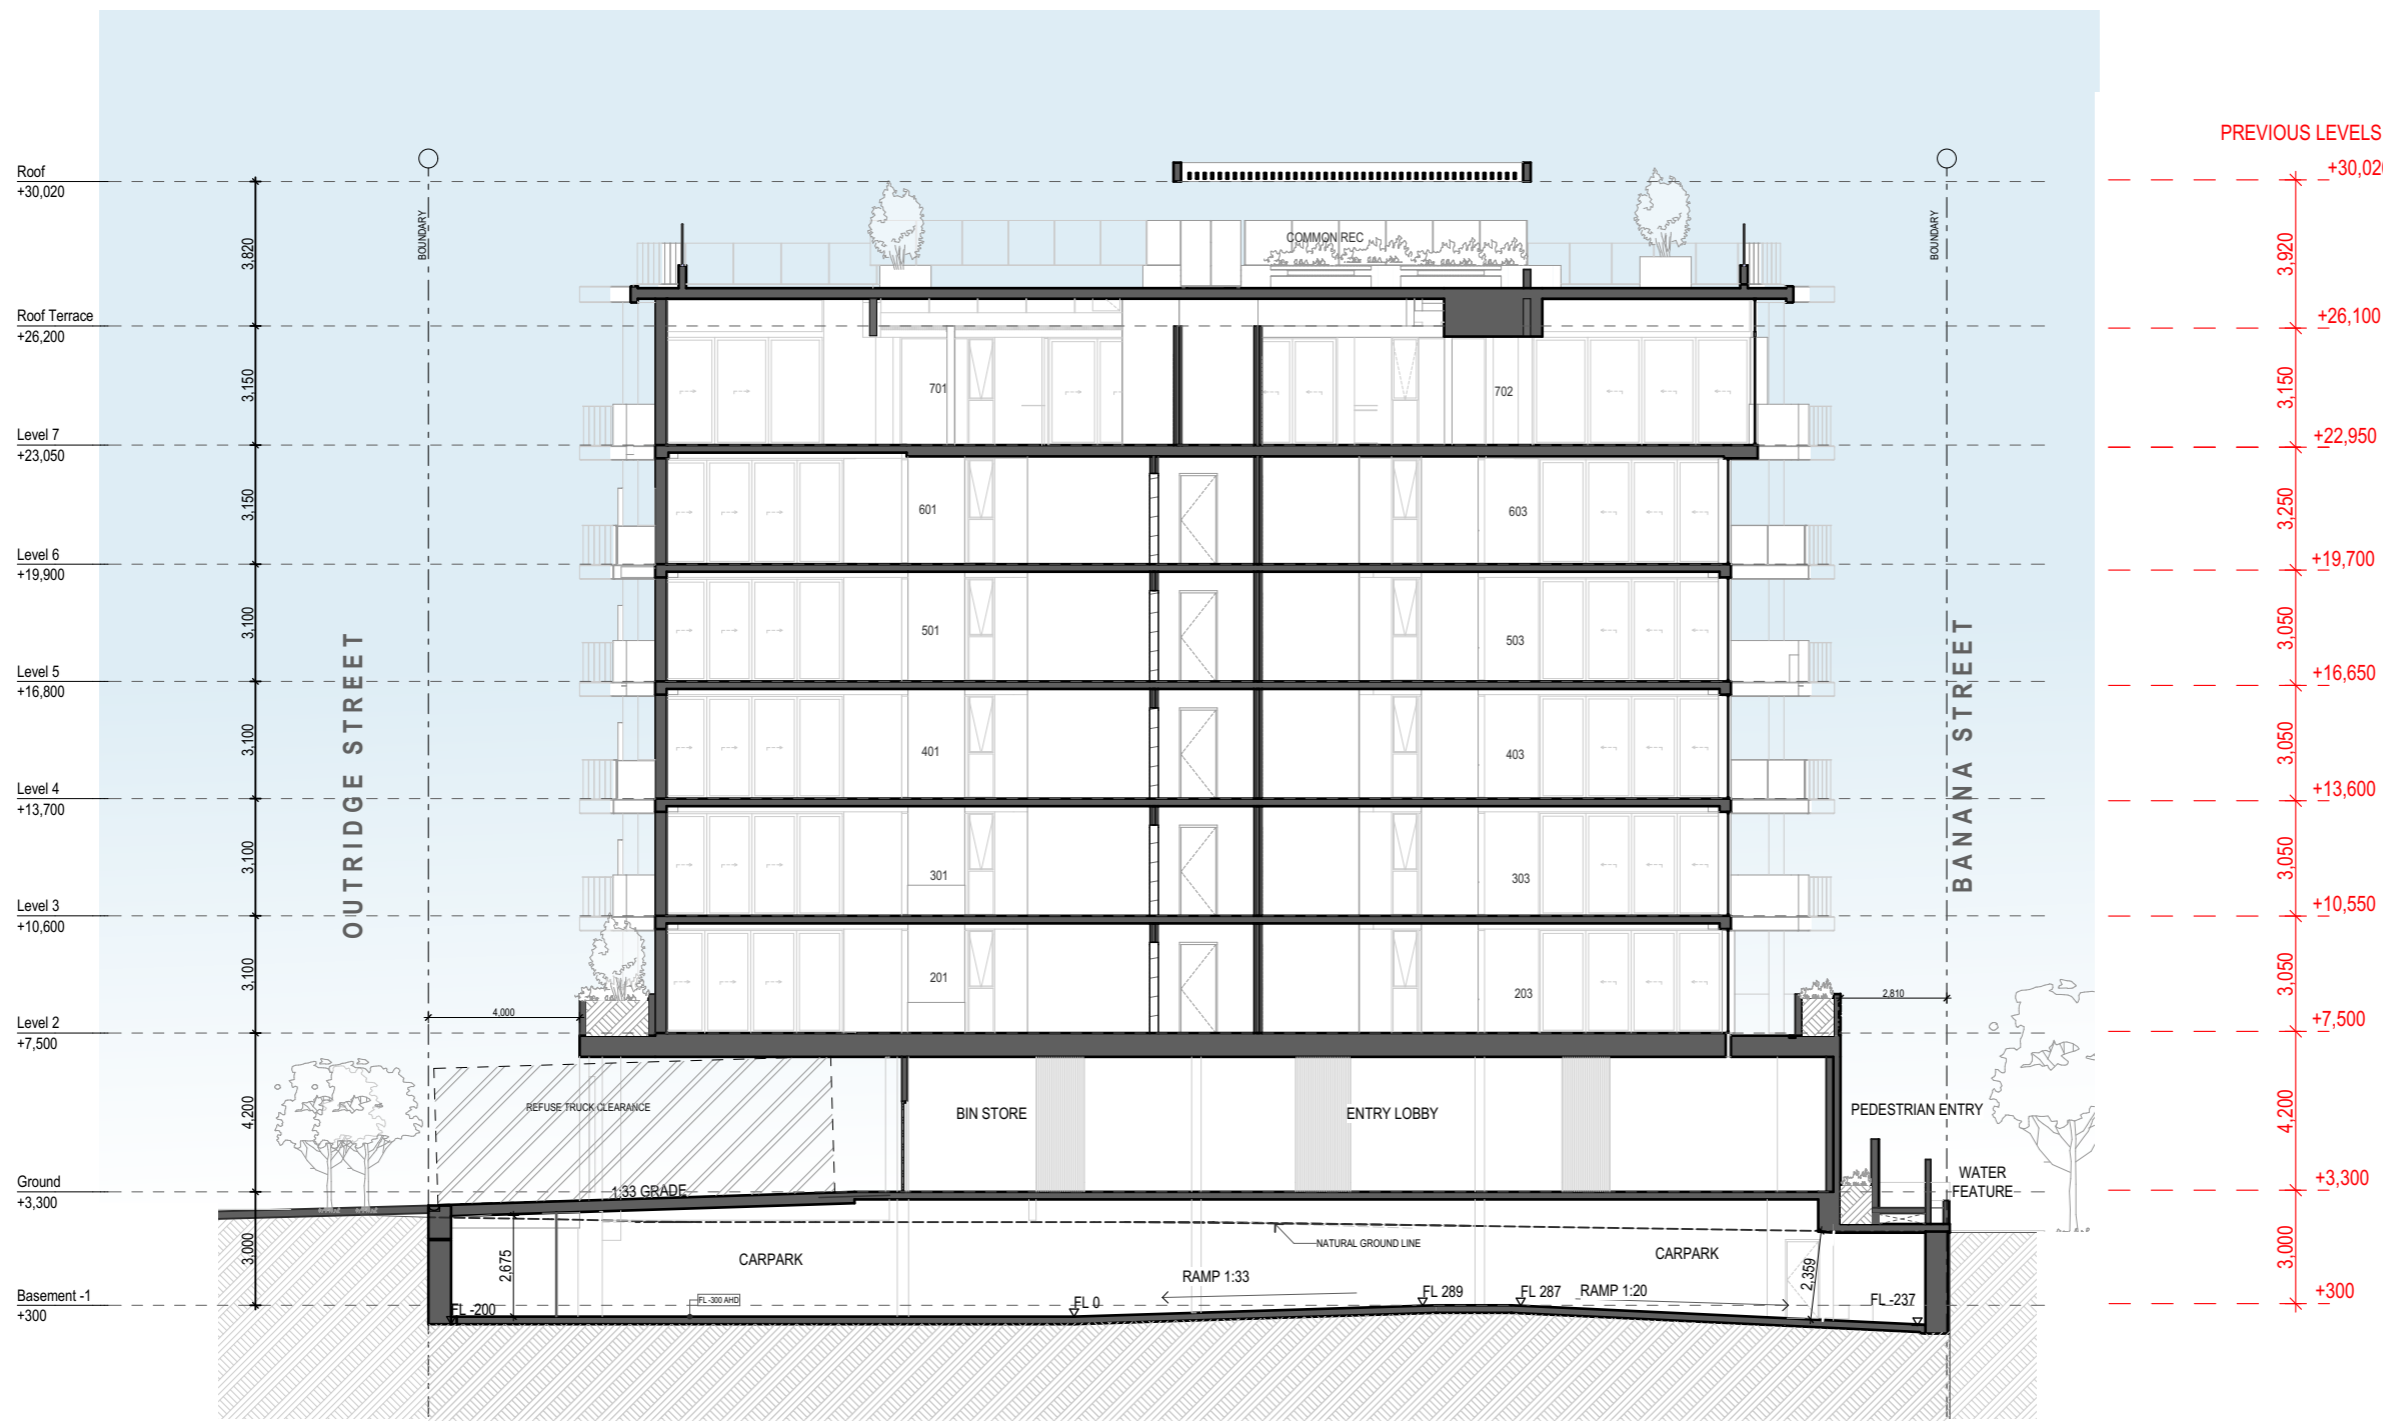 PREVIOUS LEVELS
Roof
+30,020
3,820
Roof Terrace
+26,200
3,150
Level 7
+23,050
3,150
Level 6
+19,900
3,100
Level 5
+16,800
3,100
Level 4
+13,700
3,100
Level 3
+10,600
3,100
Level 2
+7,500
4,200
Ground
+3,300
3,000
Basement -1
+300
OUTRIDGE STREET
BOUNDARY
COMMON REC
BOUNDARY
701
702
601
603
501
503
401
403
301
303
201
203
4,000
2,810
REFUSE TRUCK CLEARANCE
BIN STORE
ENTRY LOBBY
PEDESTRIAN ENTRY
WATER
FEATURE
1:33 GRADE
NATURAL GROUND LINE
CARPARK
CARPARK
2,675
2,359
RAMP 1:33
RAMP 1:20
FL -200
FL -300 AHD
FL 0
FL 289
FL 287
FL -237
BANANA STREET
3,920
+26,100
3,150
+22,950
3,250
+19,700
3,050
+16,650
3,050
+13,600
3,050
+10,550
3,050
+7,500
4,200
+3,300
3,000
+300